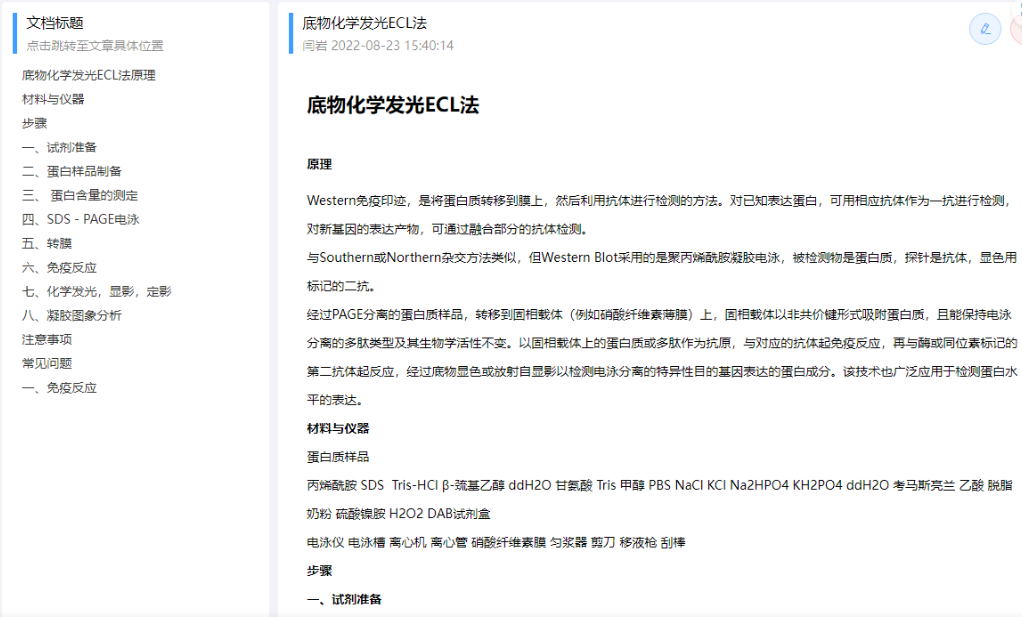 文档标题
点击跳转至文章具体位置
底物化学发光ECL法原理
材料与仪器
步骤
一、试剂准备
二、蛋白样品制备
三、 蛋白含量的测定
四、SDS - PAGE电泳
五、转膜
六、免疫反应
七、化学发光，显影，定影
八、凝胶图象分析
注意事项
常见问题
一、免疫反应
底物化学发光ECL法
闫岩 2022-08-23 15:40:14
底物化学发光ECL法
原理
Western免疫印迹，是将蛋白质转移到膜上，然后利用抗体进行检测的方法。对已知表达蛋白，可用相应抗体作为一抗进行检测，
对新基因的表达产物，可通过融合部分的抗体检测。
与Southern或Northern杂交方法类似，但Western Blot采用的是聚丙烯酰胺凝胶电泳，被检测物是蛋白质，探针是抗体，显色用
标记的二抗。
经过PAGE分离的蛋白质样品，转移到固相载体（例如硝酸纤维素薄膜）上，固相载体以非共价键形式吸附蛋白质，且能保持电泳
分离的多肽类型及其生物学活性不变。以固相载体上的蛋白质或多肽作为抗原，与对应的抗体起免疫反应，再与酶或同位素标记的
第二抗体起反应，经过底物显色或放射自显影以检测电泳分离的特异性目的基因表达的蛋白成分。该技术也广泛应用于检测蛋白水
平的表达。
材料与仪器
蛋白质样品
丙烯酰胺 SDS  Tris-HCl β-巯基乙醇 ddH2O 甘氨酸 Tris 甲醇 PBS NaCl KCl Na2HPO4 KH2PO4 ddH2O 考马斯亮兰 乙酸 脱脂
奶粉 硫酸镍胺 H2O2 DAB试剂盒
电泳仪 电泳槽 离心机 离心管 硝酸纤维素膜 匀浆器 剪刀 移液枪 刮棒
步骤
一、试剂准备